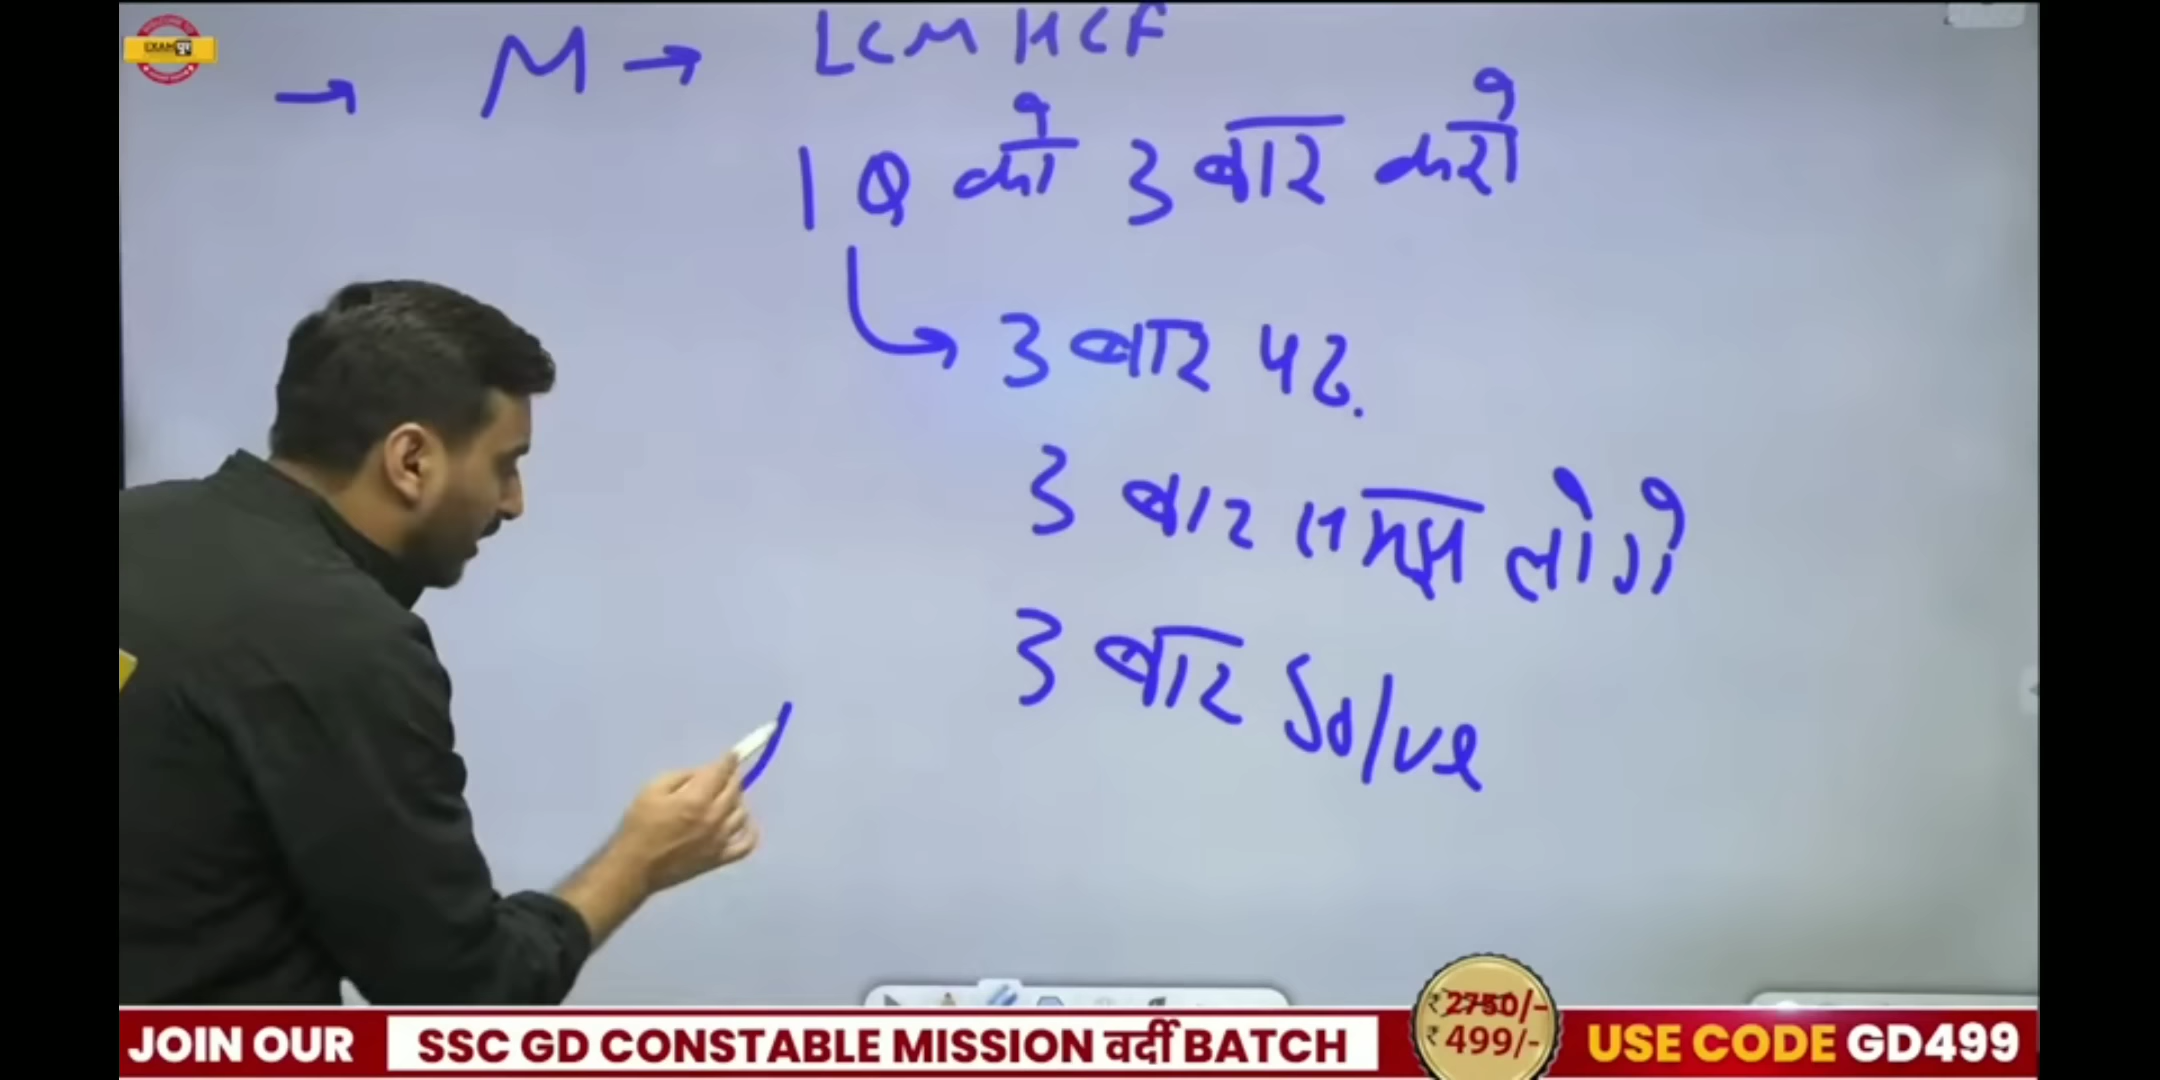 EXAM पुर
→ M → LCM HCF
1 Q को 3 बार करो
3 बार पढ.
3 बार समझ लोगे
3 बार Solve
₹2750/-
₹499/-
JOIN OUR SSC GD CONSTABLE MISSION वर्दी BATCH USE CODE GD499